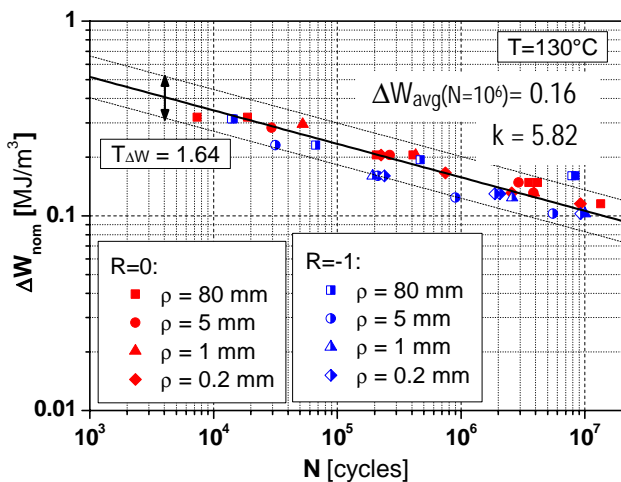 1
T=130°C
ΔWavg(N=10⁶)= 0.16
k = 5.82
TΔW = 1.64
ΔWnom [MJ/m³]
0.1
R=0:
ρ = 80 mm
ρ = 5 mm
ρ = 1 mm
ρ = 0.2 mm
R=-1:
ρ = 80 mm
ρ = 5 mm
ρ = 1 mm
ρ = 0.2 mm
0.01
10³ 10⁴ 10⁵ 10⁶ 10⁷
N [cycles]